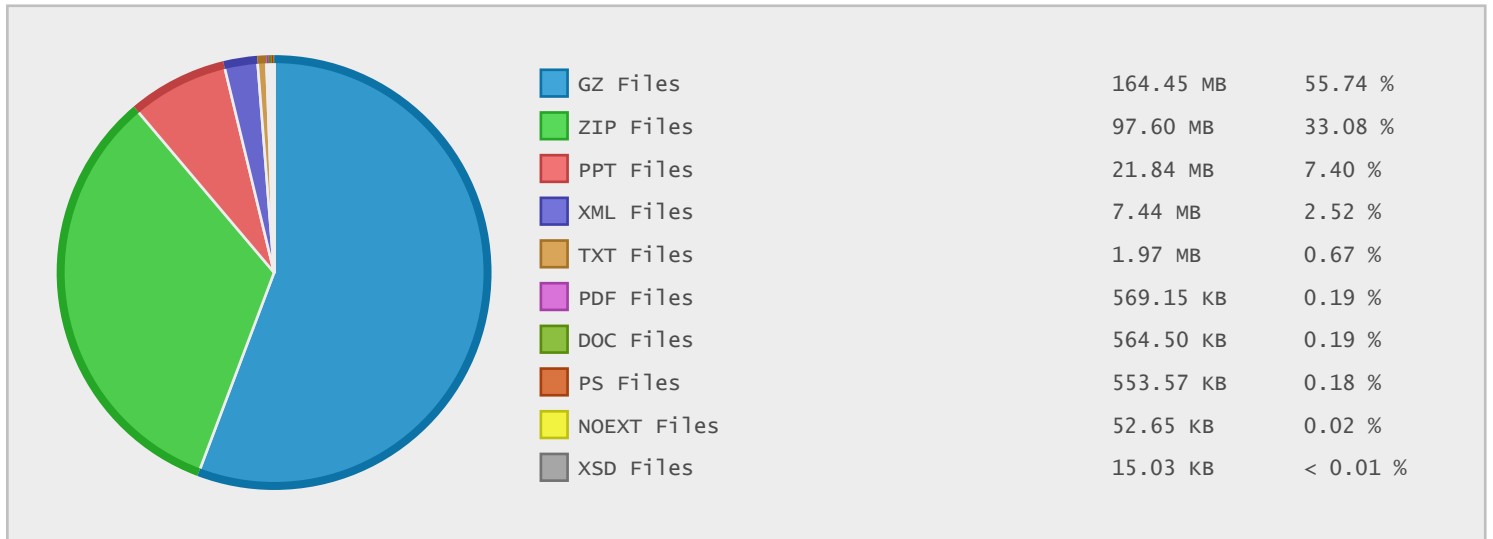 GZ Files 164.45 MB 55.74 %
ZIP Files 97.60 MB 33.08 %
PPT Files 21.84 MB 7.40 %
XML Files 7.44 MB 2.52 %
TXT Files 1.97 MB 0.67 %
PDF Files 569.15 KB 0.19 %
DOC Files 564.50 KB 0.19 %
PS Files 553.57 KB 0.18 %
NOEXT Files 52.65 KB 0.02 %
XSD Files 15.03 KB < 0.01 %